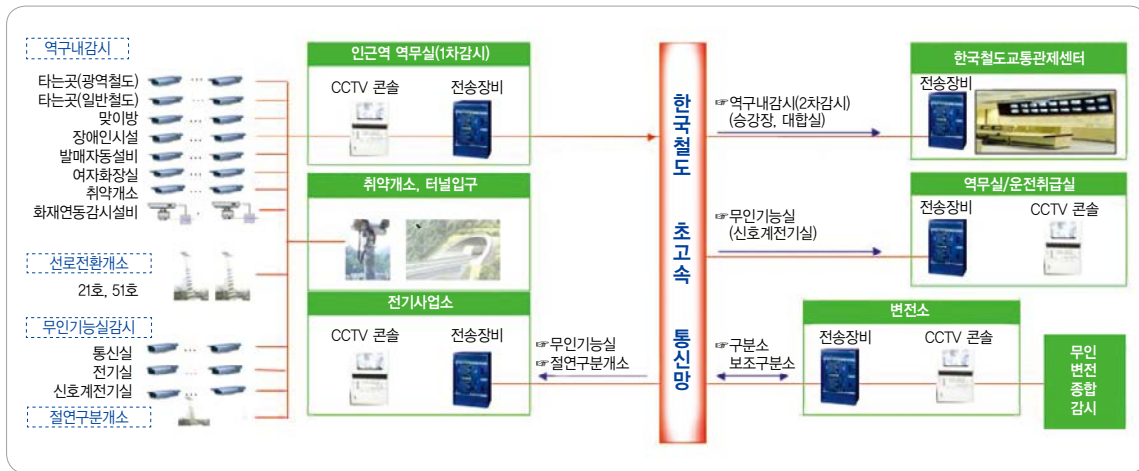 역구내감시
타는곳(광역철도)
타는곳(일반철도)
맞이방
장애인시설
발매자동설비
여자화장실
취약개소
화재연동감시설비
선로전환개소
21호, 51호
무인기능실감시
통신실
전기실
신호계전기실
절연구분개소
인근역 역무실(1차감시)
CCTV 콘솔
전송장비
취약개소, 터널입구
전기사업소
CCTV 콘솔
전송장비
☞무인기능실
☞절연구분개소
한국철도 초고속 통신망
☞역구내감시(2차감시)
(승강장, 대합실)
☞무인기능실
(신호계전기실)
☞구분소
보조구분소
한국철도교통관제센터
전송장비
역무실/운전취급실
전송장비
CCTV 콘솔
변전소
전송장비
CCTV 콘솔
무인
변전
종합
감시